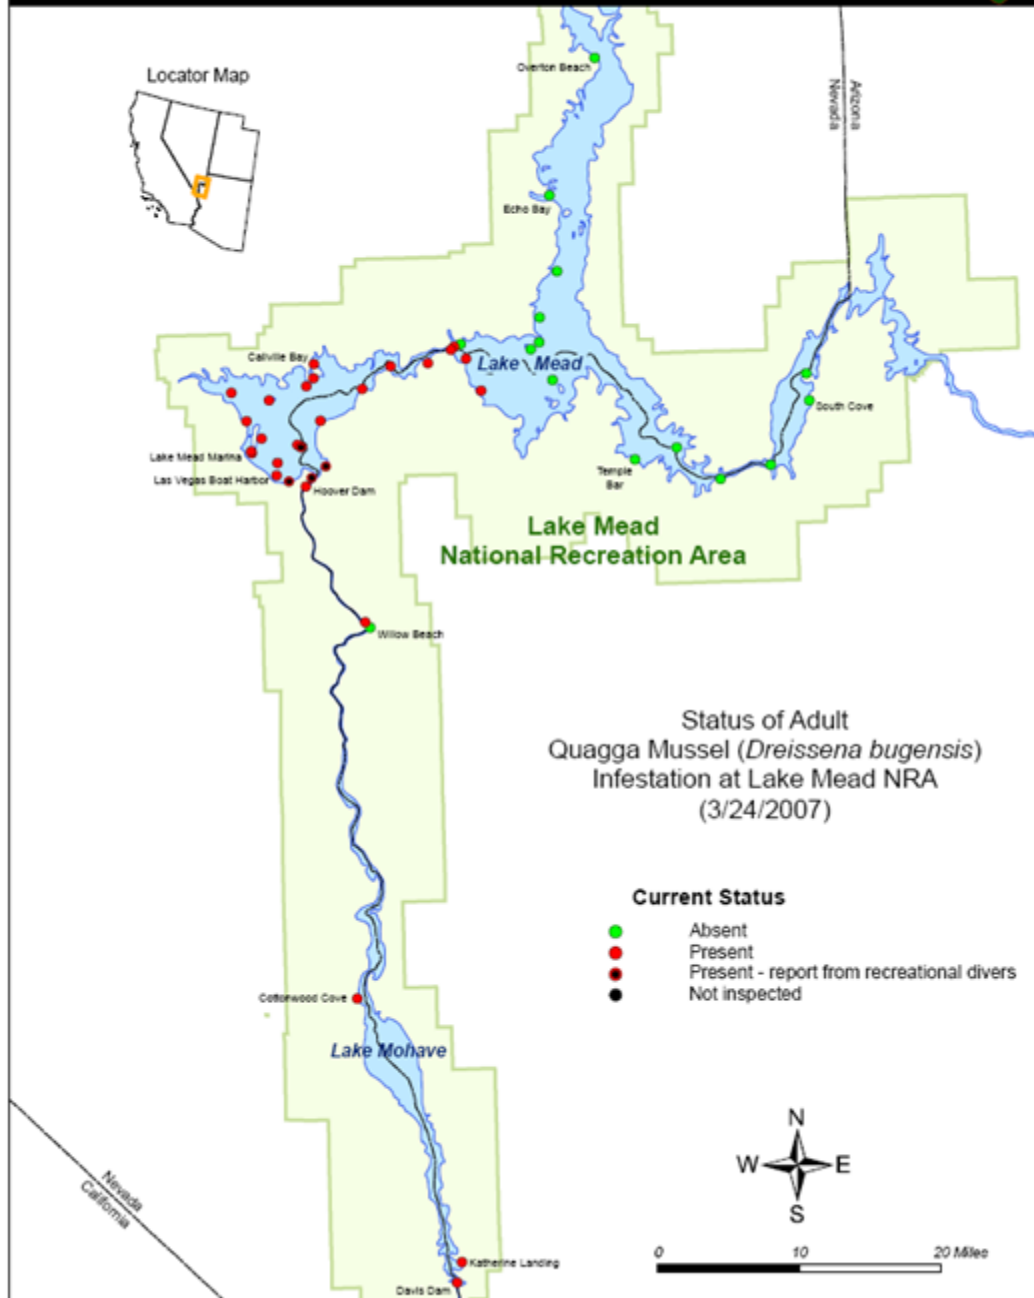 Locator Map
Overton Beach
Nevada
Arizona
Echo Bay
Callville Bay
Lake Mead
South Cove
Lake Mead Marina
Las Vegas Boat Harbor
Hoover Dam
Temple
Bar
Lake Mead
National Recreation Area
Willow Beach
Status of Adult
Quagga Mussel (Dreissena bugensis)
Infestation at Lake Mead NRA
(3/24/2007)
Current Status
Absent
Present
Present - report from recreational divers
Not inspected
Cottonwood Cove
Lake Mohave
N
W E
S
Nevada
California
0 10 20 Miles
Katherine Landing
Davis Dam